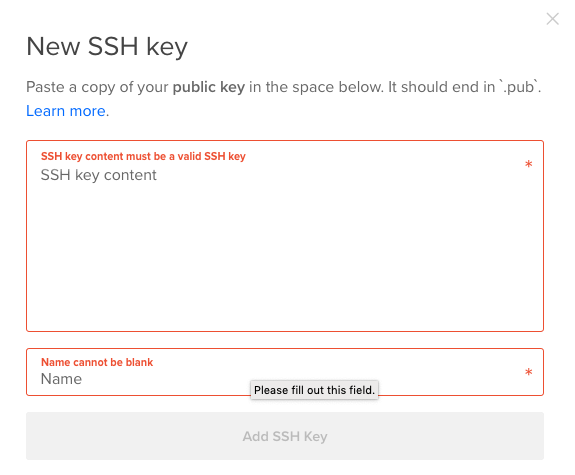 New SSH key
Paste a copy of your public key in the space below. It should end in `.pub`.
Learn more.
SSH key content must be a valid SSH key
*
SSH key content
Name cannot be blank
*
Name
Please fill out this field.
Add SSH Key